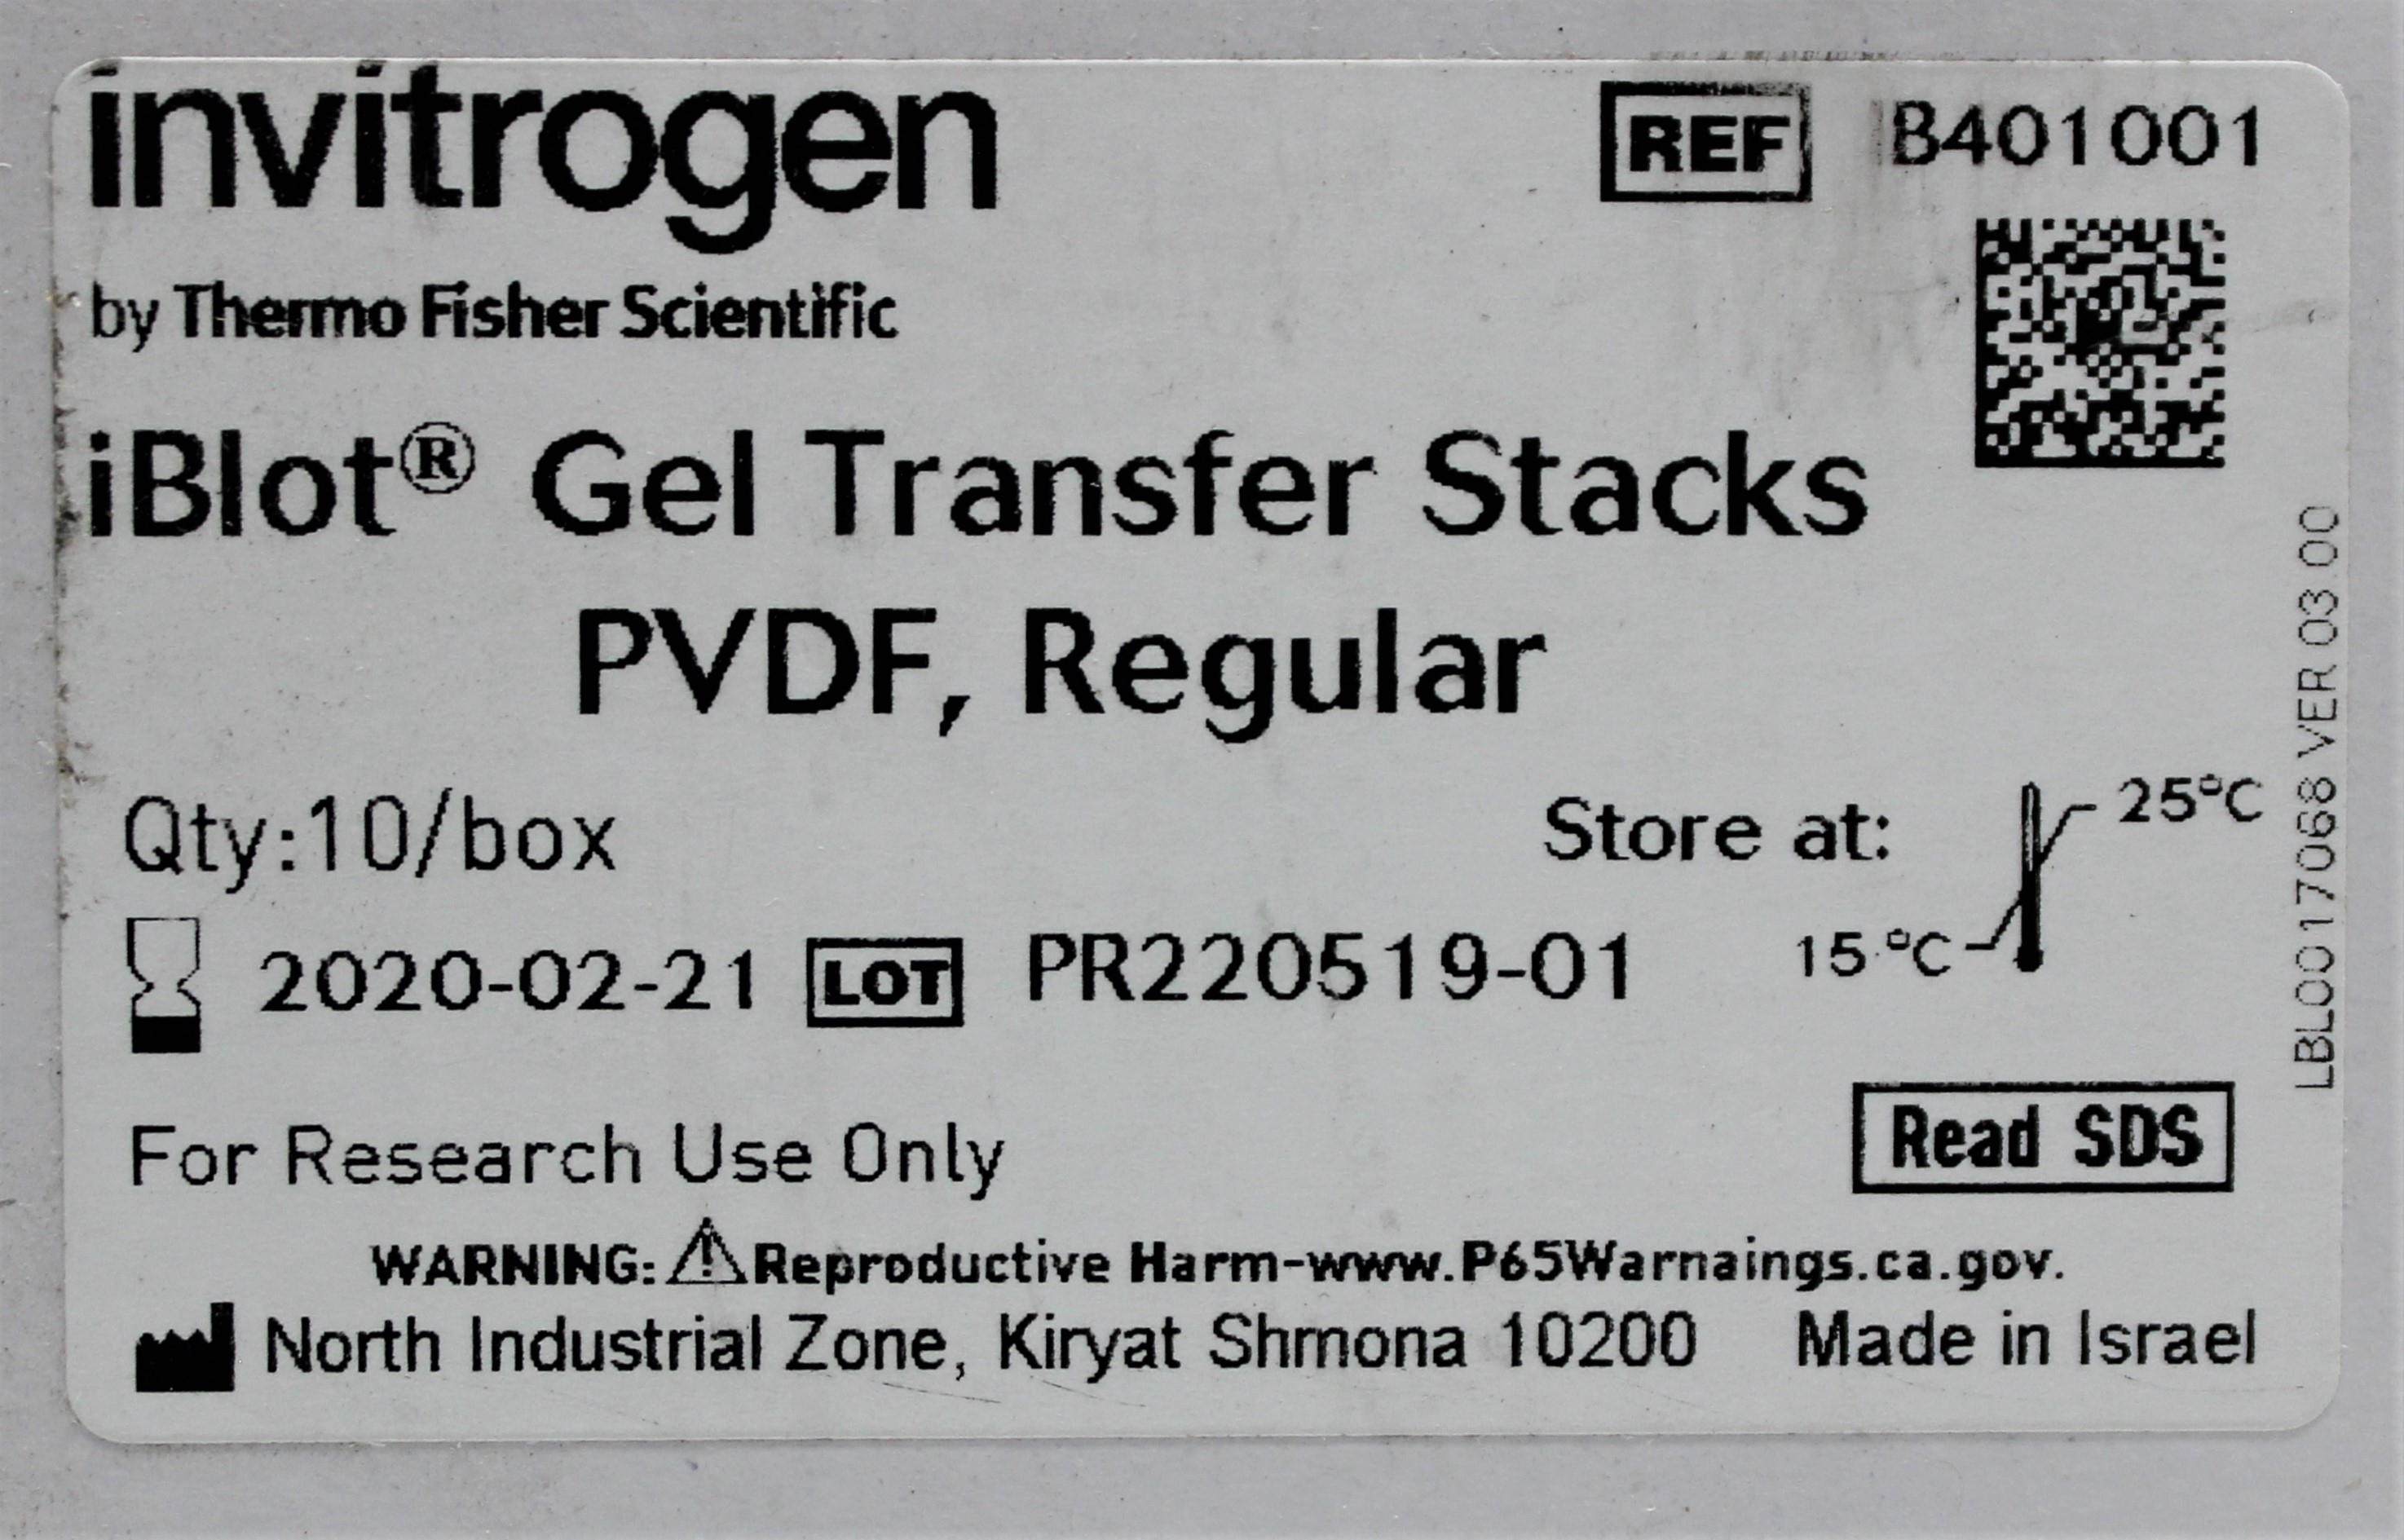 invitrogen
by Thermo Fisher Scientific
REF IB401001
iBlot® Gel Transfer Stacks
PVDF, Regular
Qty:10/box
Store at: 15°C 25°C
2020-02-21 LOT PR220519-01
For Research Use Only
Read SDS
WARNING: ⚠Reproductive Harm-www.P65Warnaings.ca.gov.
North Industrial Zone, Kiryat Shmona 10200 Made in Israel
LBL0017068 VER 03.00